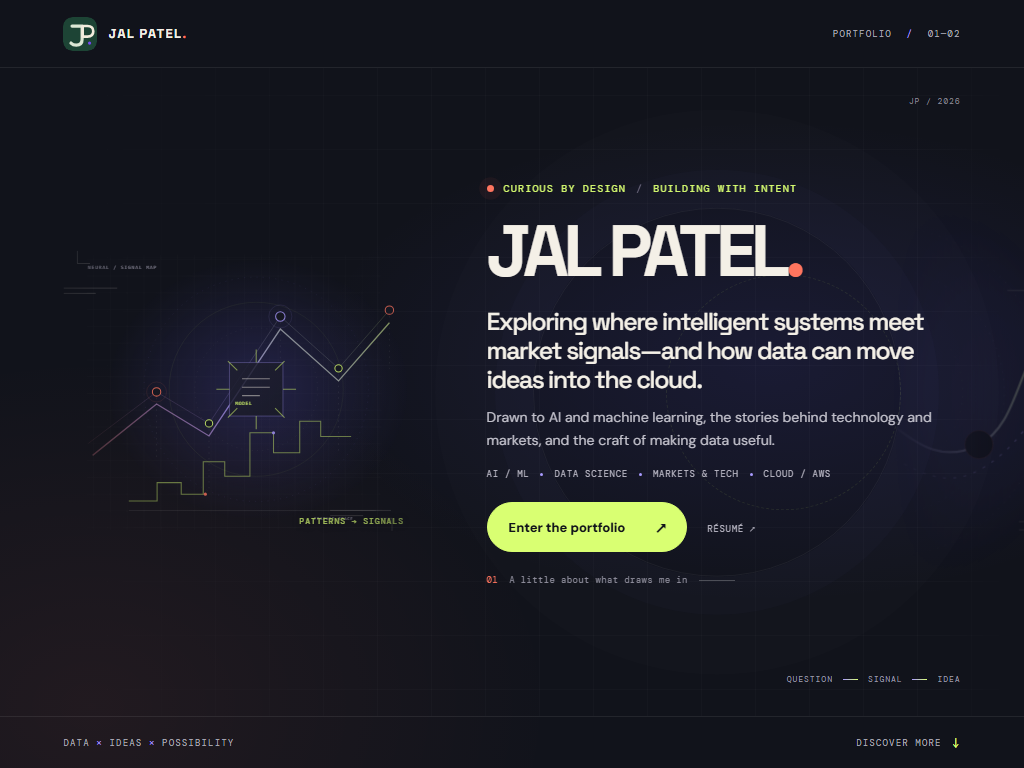 JP JAL PATEL.
PORTFOLIO / 01—02
JP / 2026
CURIOUS BY DESIGN / BUILDING WITH INTENT
JAL PATEL.
Exploring where intelligent systems meet
market signals—and how data can move
ideas into the cloud.
Drawn to AI and machine learning, the stories behind technology and
markets, and the craft of making data useful.
AI / ML • DATA SCIENCE • MARKETS & TECH • CLOUD / AWS
Enter the portfolio ↗
RÉSUMÉ ↗
01 A little about what draws me in
NEURAL / SIGNAL MAP
MODEL
PATTERNS → SIGNALS
QUESTION — SIGNAL — IDEA
DATA × IDEAS × POSSIBILITY
DISCOVER MORE ↓